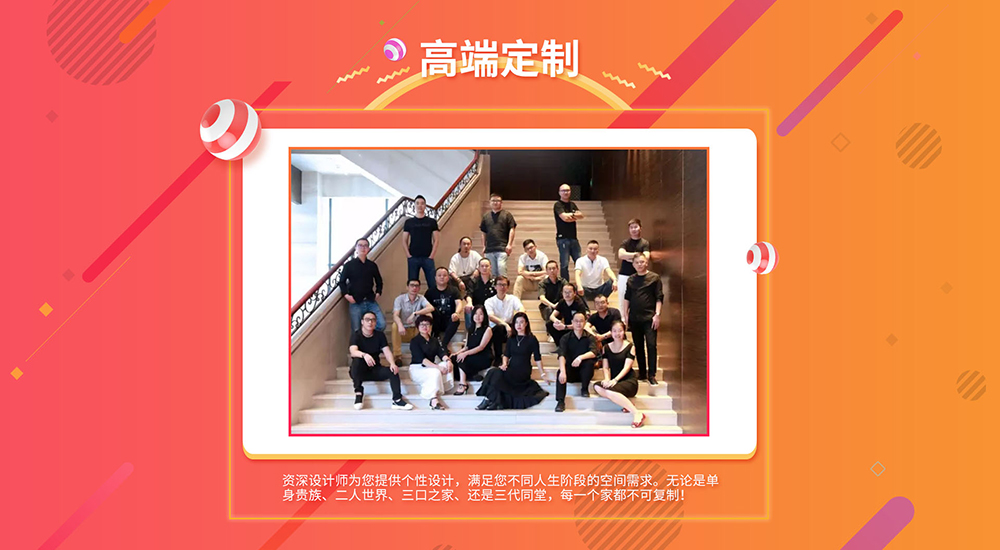 高端定制
资深设计师为您提供个性设计，满足您不同人生阶段的空间需求。无论是单
身贵族、二人世界、三口之家、还是三代同堂，每一个家都不可复制！